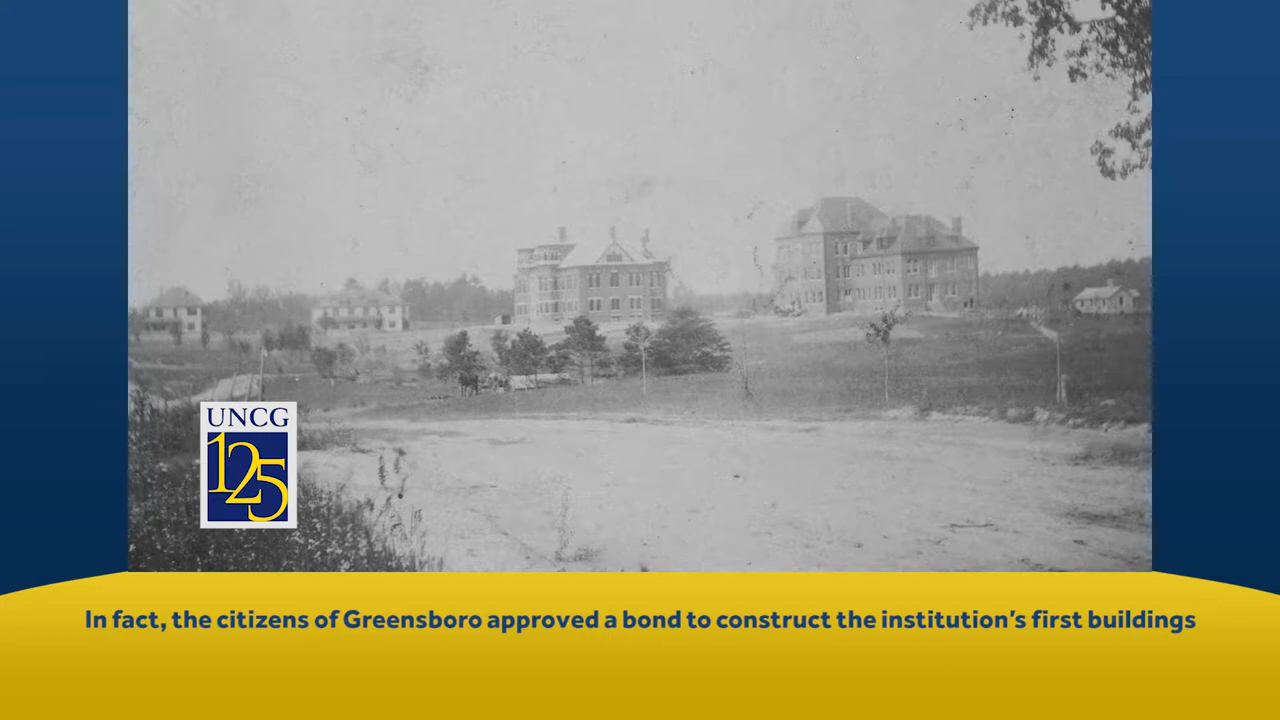 UNCG
125
In fact, the citizens of Greensboro approved a bond to construct the institution's first buildings